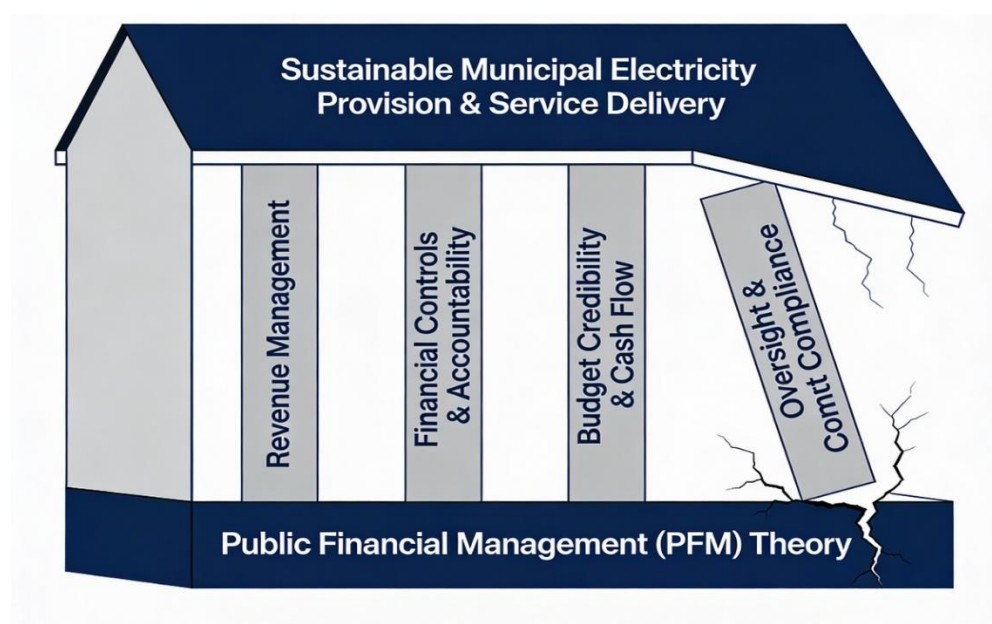 Sustainable Municipal Electricity
Provision & Service Delivery
Revenue Management
Financial Controls
& Accountability
Budget Credibility
& Cash Flow
Oversight &
Comtt Compliance
Public Financial Management (PFM) Theory